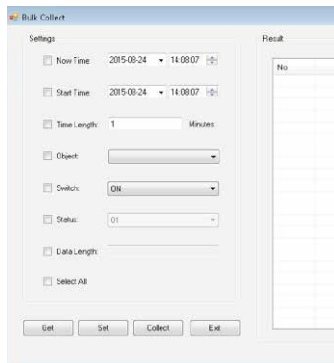 Bulk Collect
Settings
Now Time 2015-08-24 14:08:07
Start Time 2015-08-24 14:08:07
Time Length: 1 Minutes
Object:
Switch: ON
Status: 01
Data Length:
Select All
Get Set Collect Exit
Result
No